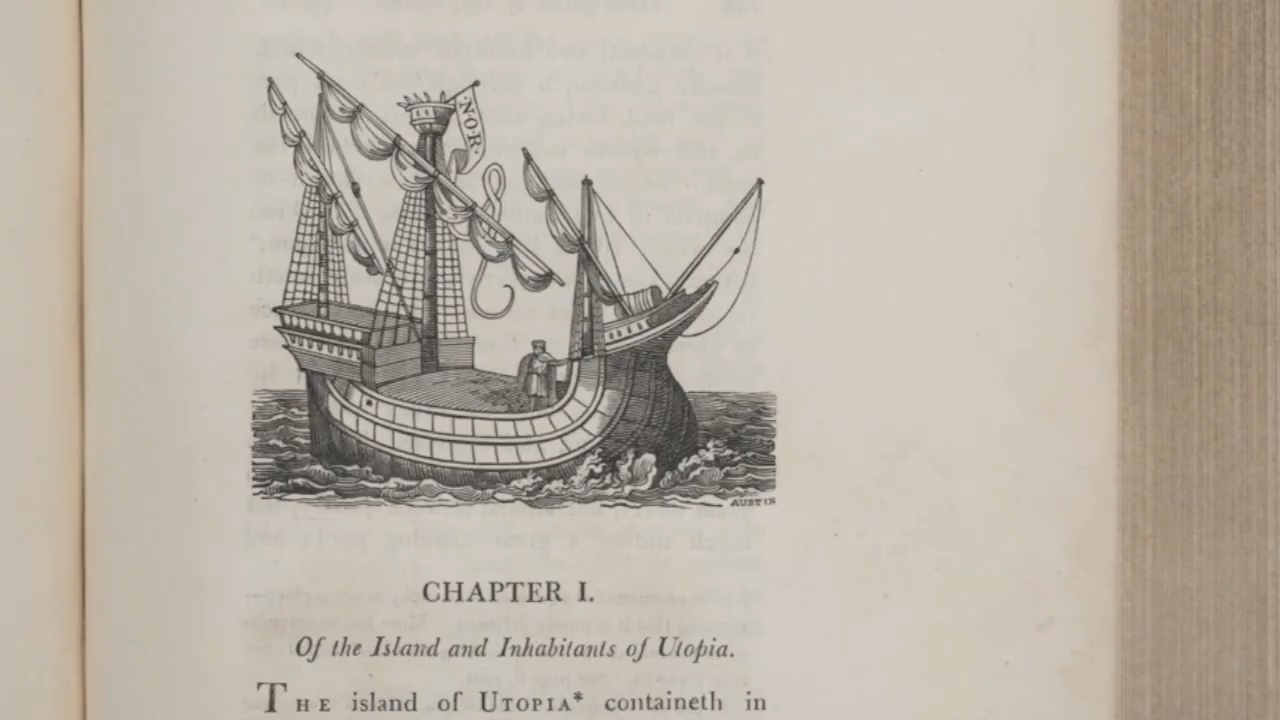 ·NOR·
AUSTIN
CHAPTER I.
Of the Island and Inhabitants of Utopia.
THE island of UTOPIA* containeth in